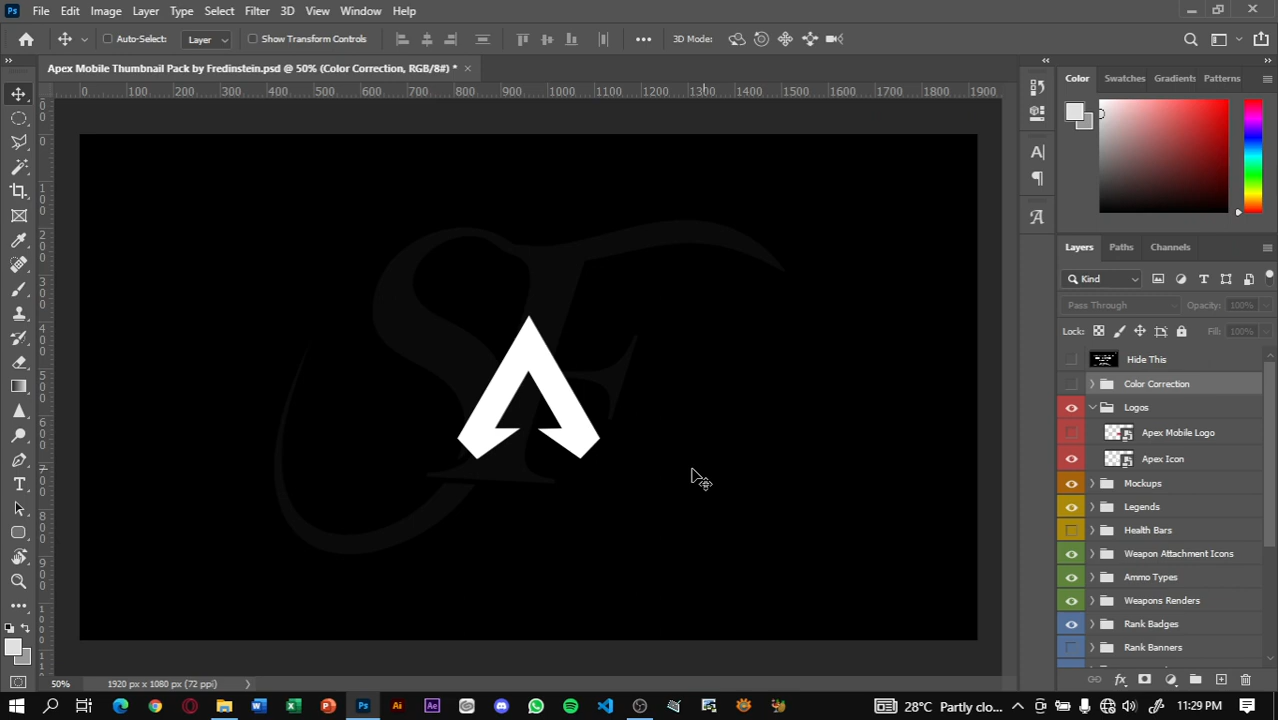 Ps File Edit Image Layer Type Select Filter 3D View Window Help
Auto-Select: Layer Show Transform Controls 3D Mode:
Apex Mobile Thumbnail Pack by Fredinstein.psd @ 50% (Color Correction, RGB/8#) *
0 100 200 300 400 500 600 700 800 900 1000 1100 1200 1300 1400 1500 1600 1700 1800 1900
Color Swatches Gradients Patterns
Layers Paths Channels
Kind
Pass Through Opacity: 100%
Lock: Fill: 100%
Hide This
Color Correction
Logos
Apex Mobile Logo
Apex Icon
Mockups
Legends
Health Bars
Weapon Attachment Icons
Ammo Types
Weapons Renders
Rank Badges
Rank Banners
50% 1920 px x 1080 px (72 ppi)
28°C Partly clo... 11:29 PM